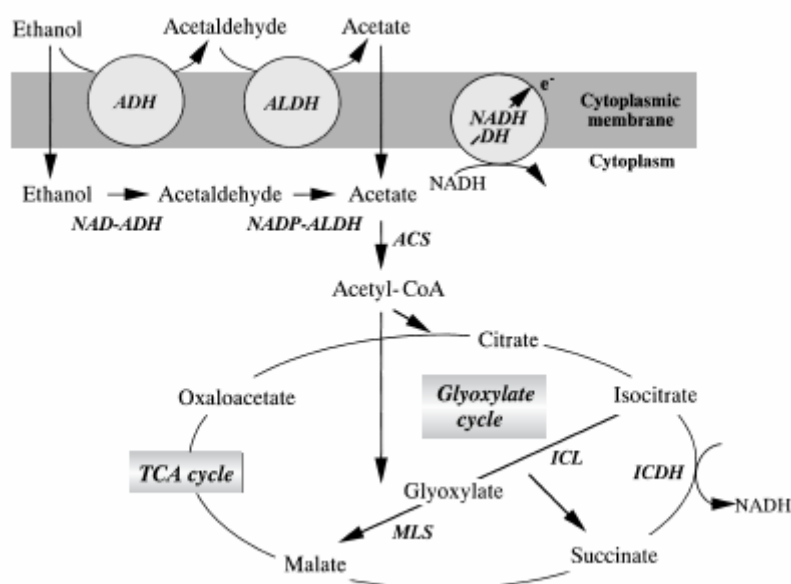 Ethanol
Acetaldehyde
Acetate
ADH
ALDH
NADH
DH
e-
Cytoplasmic
membrane
Cytoplasm
NADH
Ethanol
Acetaldehyde
Acetate
NAD-ADH
NADP-ALDH
ACS
Acetyl-CoA
Citrate
Oxaloacetate
Glyoxylate
cycle
Isocitrate
TCA cycle
ICL
ICDH
Glyoxylate
NADH
MLS
Malate
Succinate